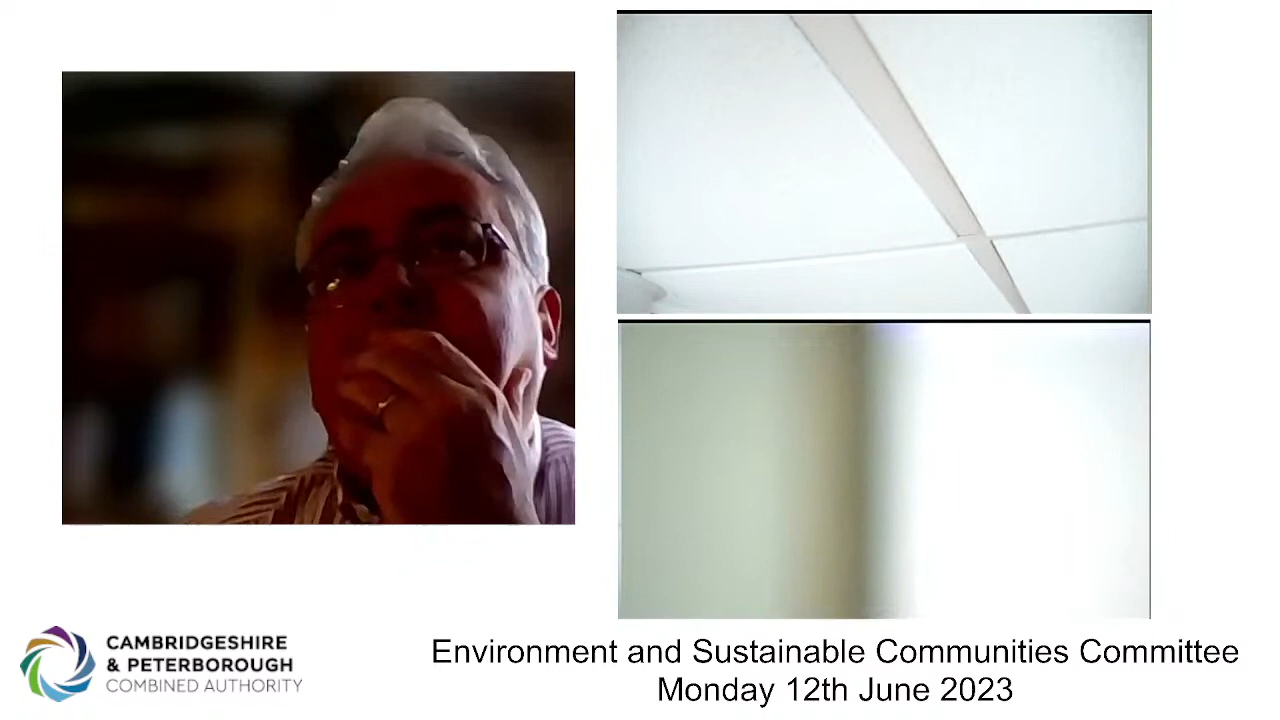 CAMBRIDGESHIRE
& PETERBOROUGH
COMBINED AUTHORITY
Environment and Sustainable Communities Committee
Monday 12th June 2023